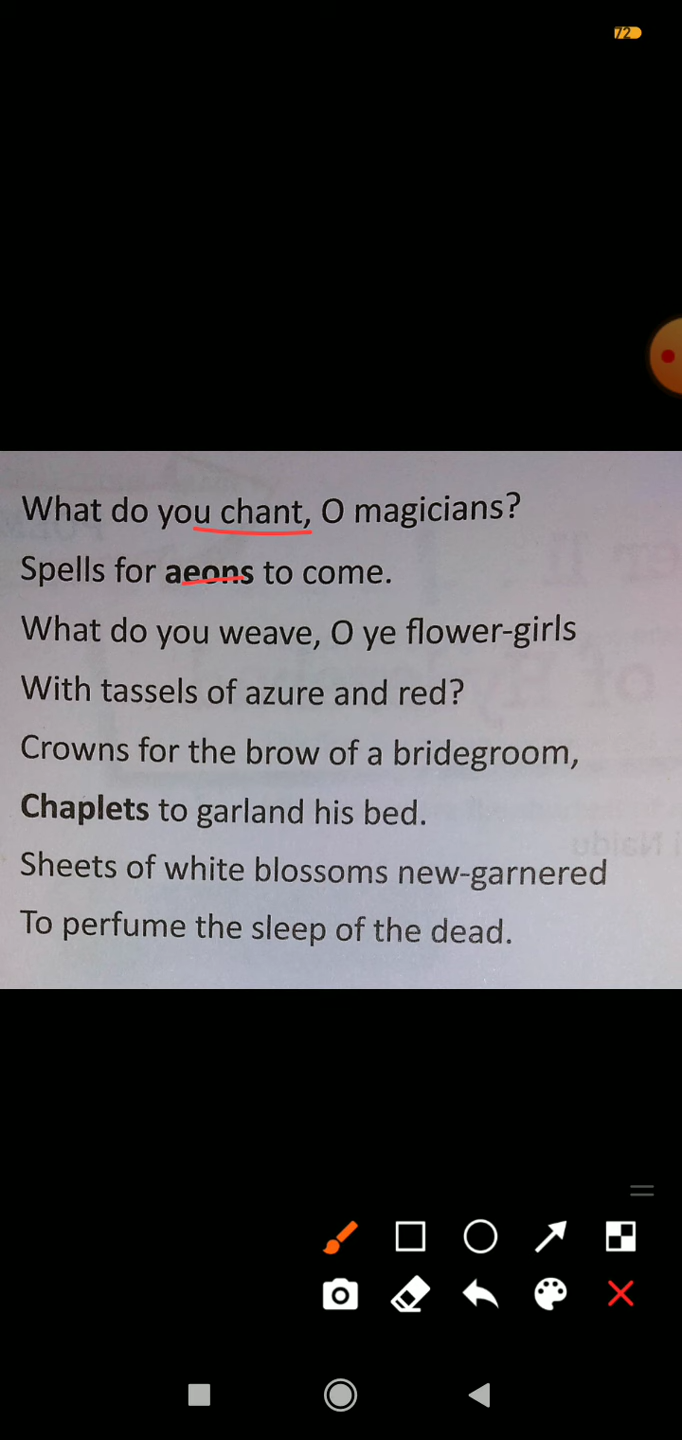 72
What do you chant, O magicians?
Spells for aeons to come.
What do you weave, O ye flower-girls
With tassels of azure and red?
Crowns for the brow of a bridegroom,
Chaplets to garland his bed.
Sheets of white blossoms new-garnered
To perfume the sleep of the dead.